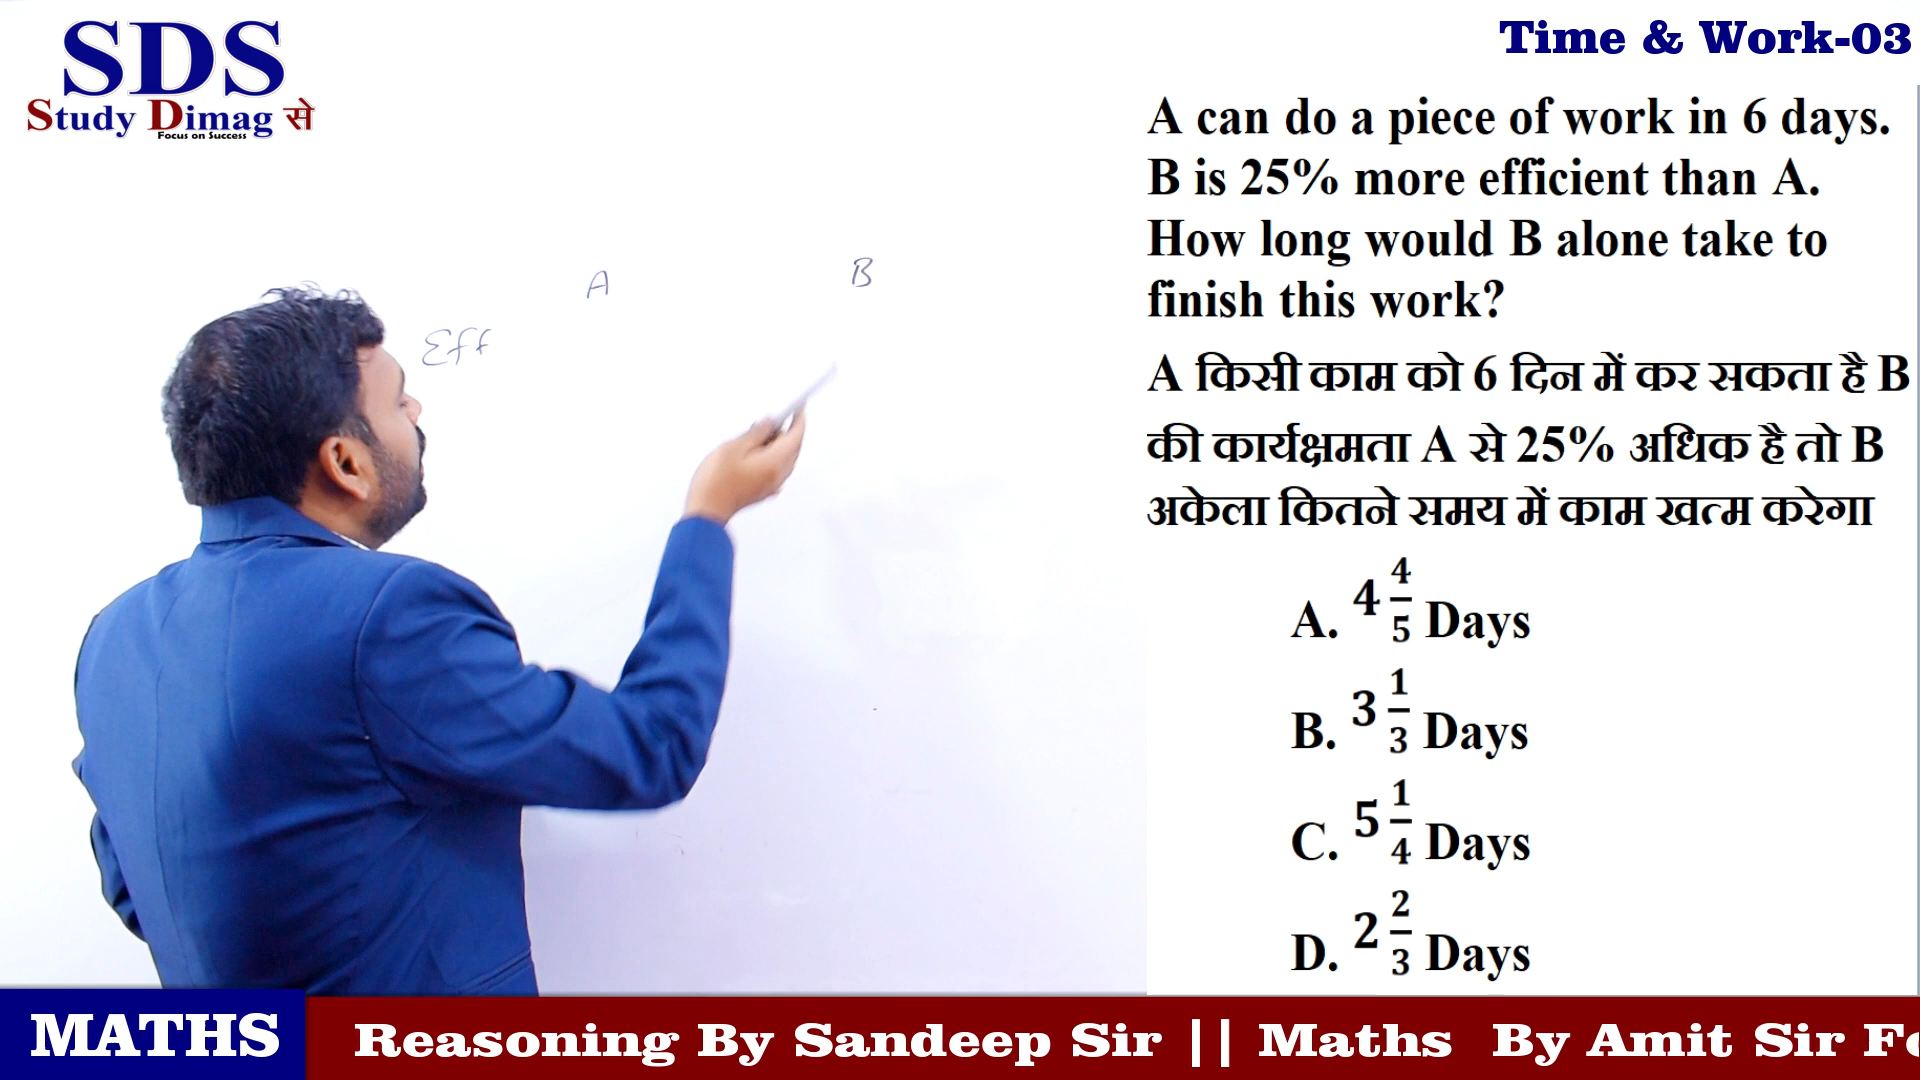 SDS
Study Dimag से
Focus on Success
Time & Work-03
A can do a piece of work in 6 days.
B is 25% more efficient than A.
How long would B alone take to
finish this work?
A किसी काम को 6 दिन में कर सकता है B
की कार्यक्षमता A से 25% अधिक है तो B
अकेला कितने समय में काम खत्म करेगा
A. 4 4/5 Days
B. 3 1/3 Days
C. 5 1/4 Days
D. 2 2/3 Days
A B
Eff
MATHS
Reasoning By Sandeep Sir || Maths By Amit Sir Fo